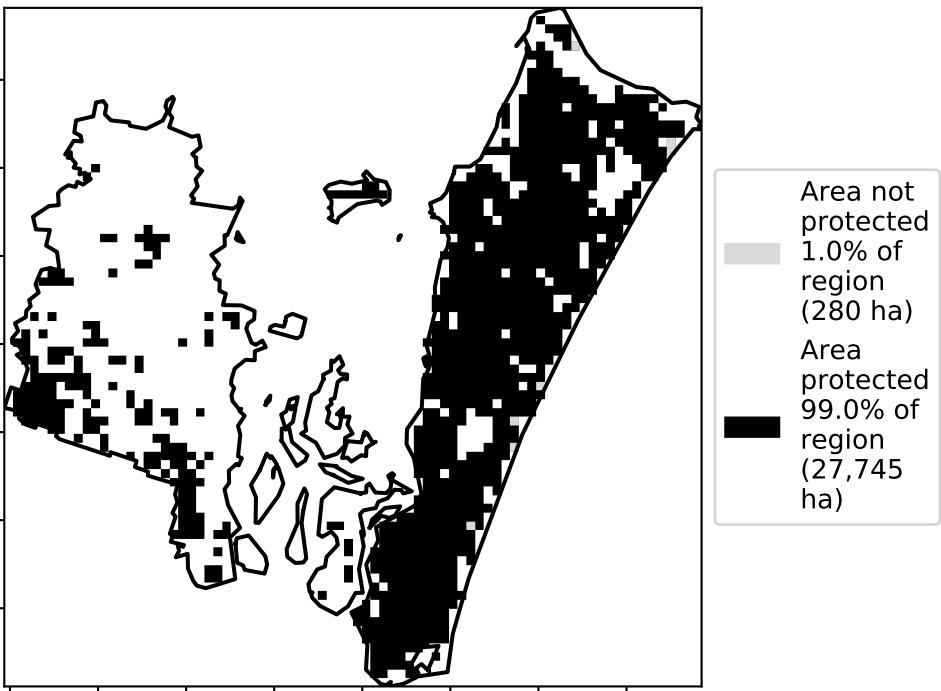 Area not
protected
1.0% of
region
(280 ha)
Area
protected
99.0% of
region
(27,745
ha)